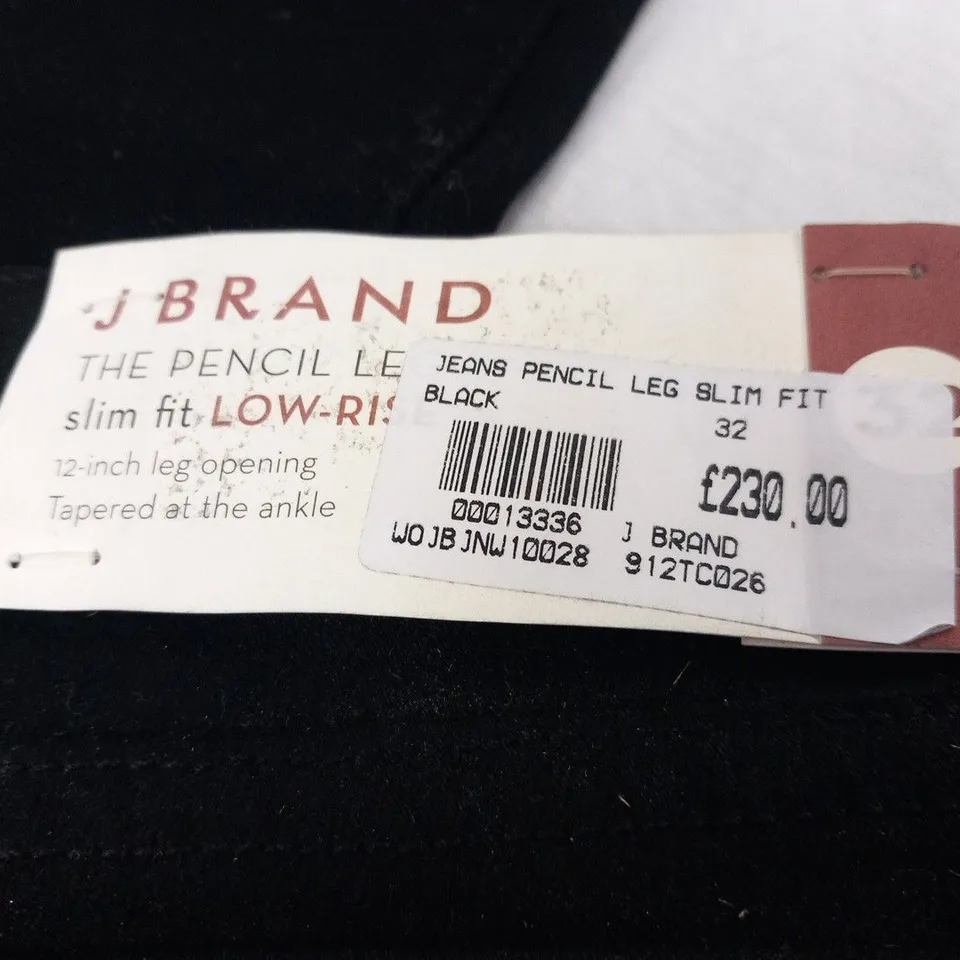 j BRAND
THE PENCIL LE
slim fit LOW-RIS
12-inch leg opening
Tapered at the ankle
JEANS PENCIL LEG SLIM FIT
BLACK
32
£230.00
00013336
J BRAND
WOJBJNW10028
912TC026
32